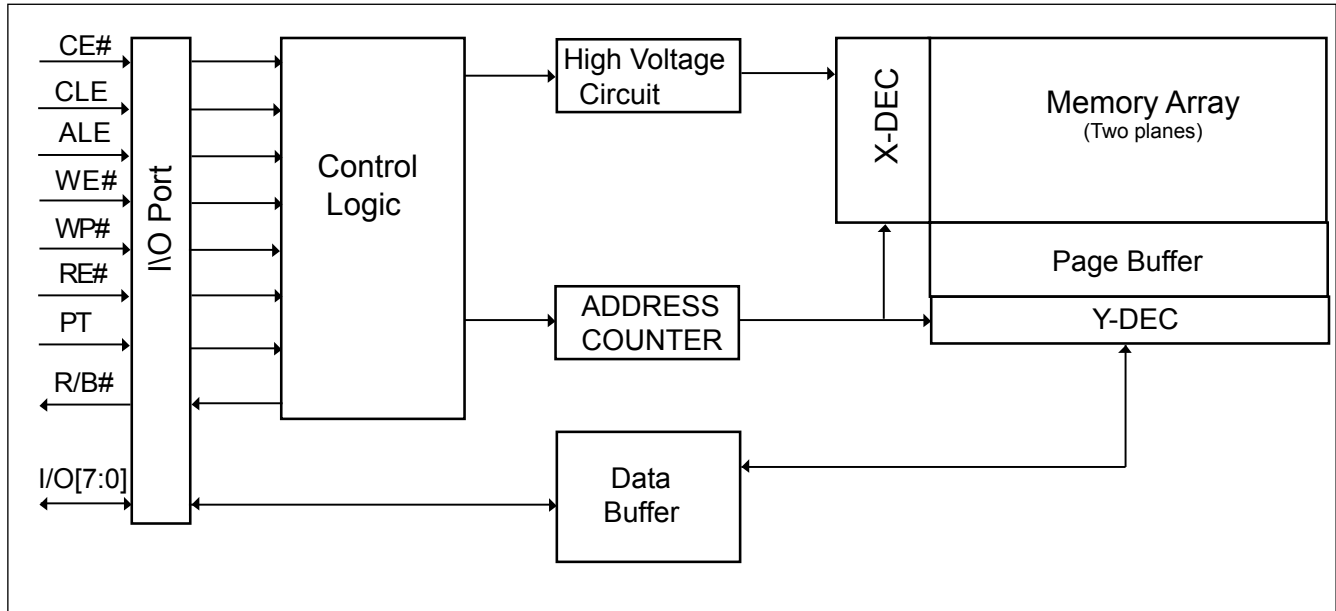 CE#
CLE
ALE
WE#
WP#
RE#
PT
R/B#
I/O[7:0]
I\O Port
Control
Logic
High Voltage
Circuit
ADDRESS
COUNTER
Data
Buffer
X-DEC
Memory Array
(Two planes)
Page Buffer
Y-DEC